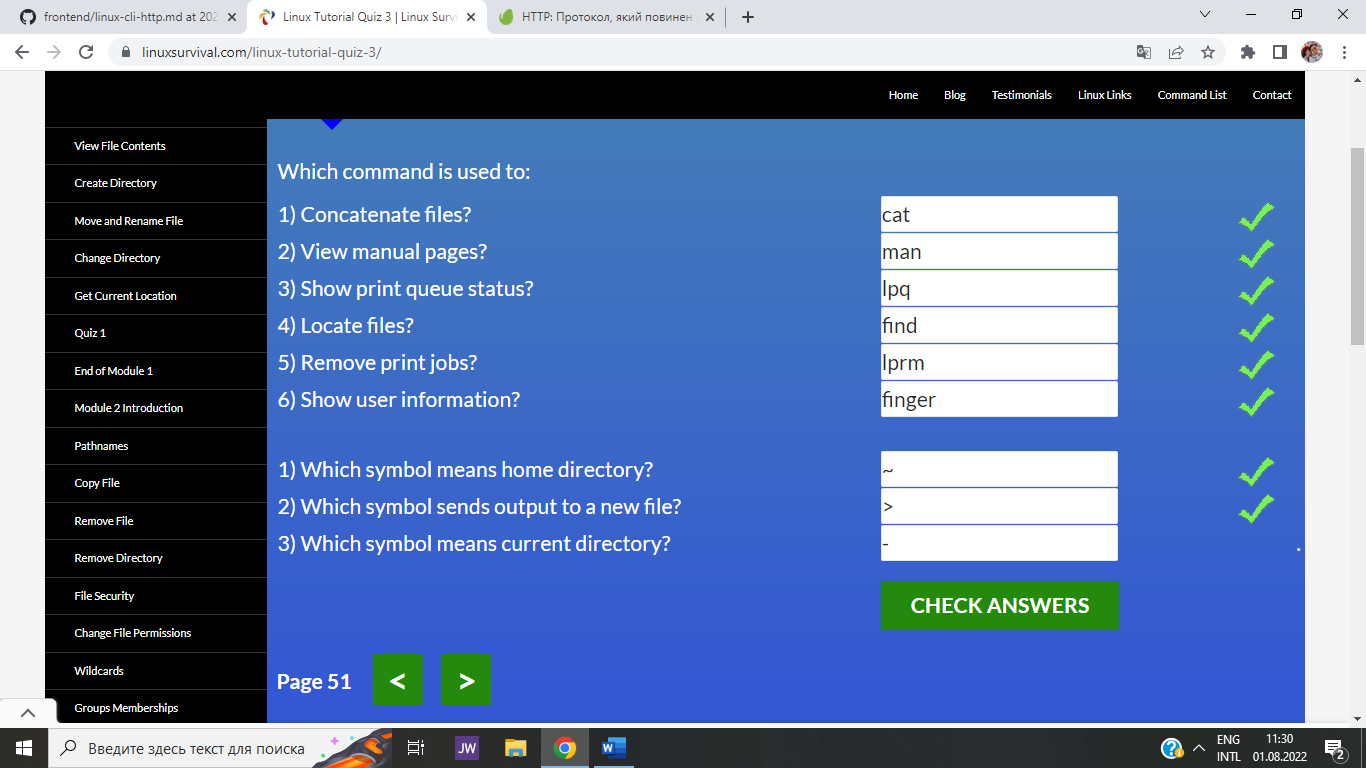 frontend/linux-cli-http.md at 202
Linux Tutorial Quiz 3 | Linux Survi
HTTP: Протокол, який повинен
linuxsurvival.com/linux-tutorial-quiz-3/
Home Blog Testimonials Linux Links Command List Contact
View File Contents
Create Directory
Move and Rename File
Change Directory
Get Current Location
Quiz 1
End of Module 1
Module 2 Introduction
Pathnames
Copy File
Remove File
Remove Directory
File Security
Change File Permissions
Wildcards
Groups Memberships
Which command is used to:
1) Concatenate files? cat
2) View manual pages? man
3) Show print queue status? lpq
4) Locate files? find
5) Remove print jobs? lprm
6) Show user information? finger
1) Which symbol means home directory? ~
2) Which symbol sends output to a new file? >
3) Which symbol means current directory? - .
CHECK ANSWERS
Page 51 < >
Введите здесь текст для поиска
JW
W
ENG
INTL
11:30
01.08.2022
2